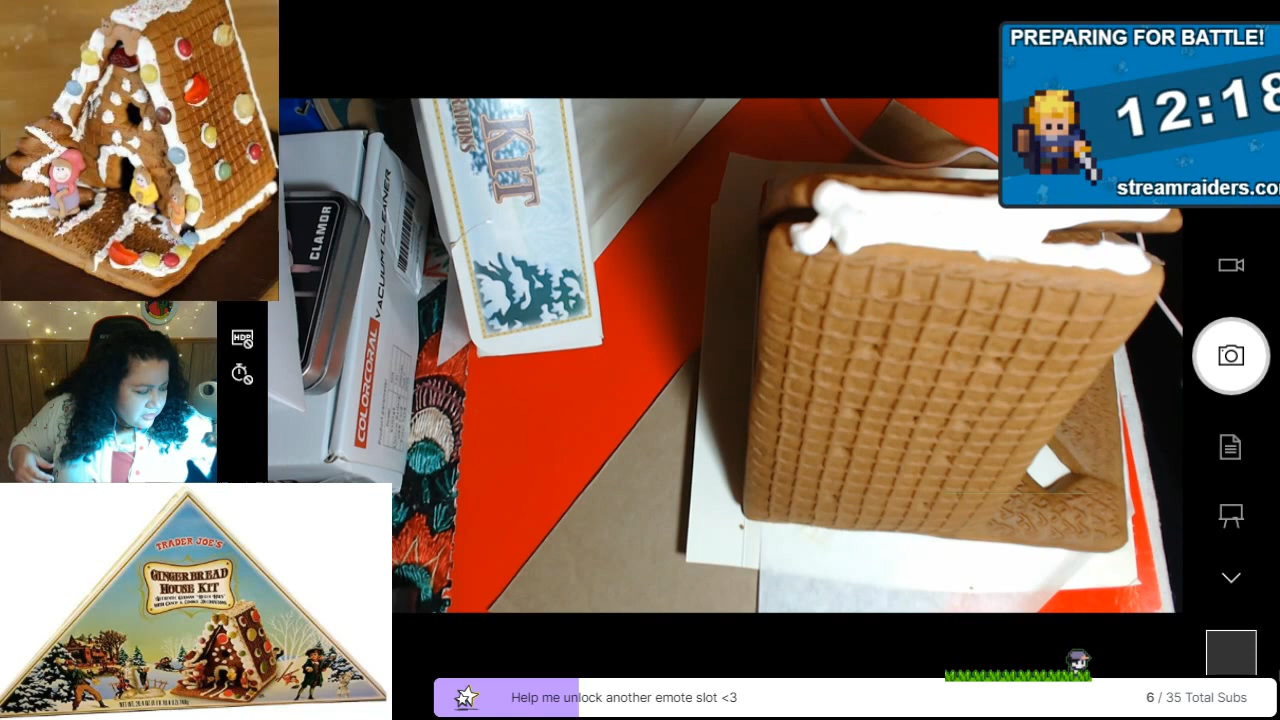 PREPARING FOR BATTLE!
12:18
streamraiders.co
KIT
CLAMOR
COLORCORAL VACUUM CLEANER
HDR
TRADER JOE'S
GINGERBREAD
HOUSE KIT
Help me unlock another emote slot <3
6 / 35 Total Subs